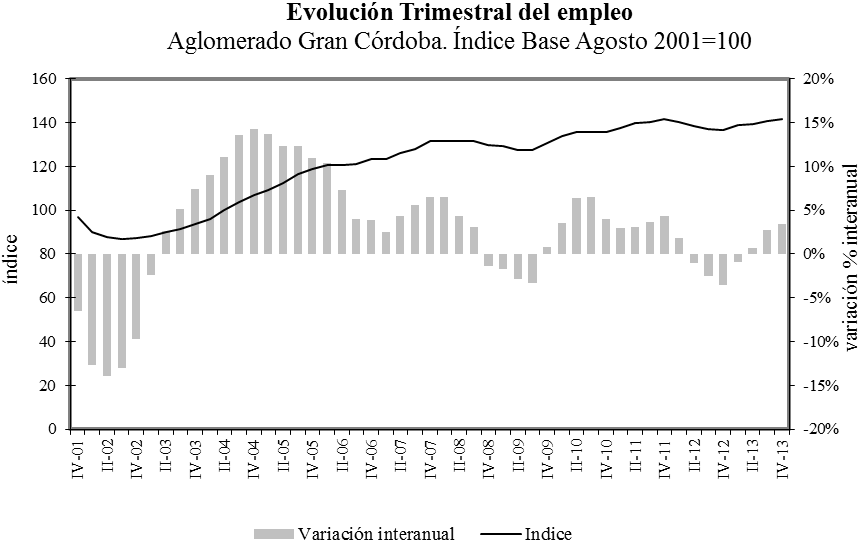 Evolución Trimestral del empleo
Aglomerado Gran Córdoba. Índice Base Agosto 2001=100
índice
160
140
120
100
80
60
40
20
0
20%
15%
10%
5%
0%
-5%
-10%
-15%
-20%
variación % interanual
IV-01
II-02
IV-02
II-03
IV-03
II-04
IV-04
II-05
IV-05
II-06
IV-06
II-07
IV-07
II-08
IV-08
II-09
IV-09
II-10
IV-10
II-11
IV-11
II-12
IV-12
II-13
IV-13
Variación interanual
Indice